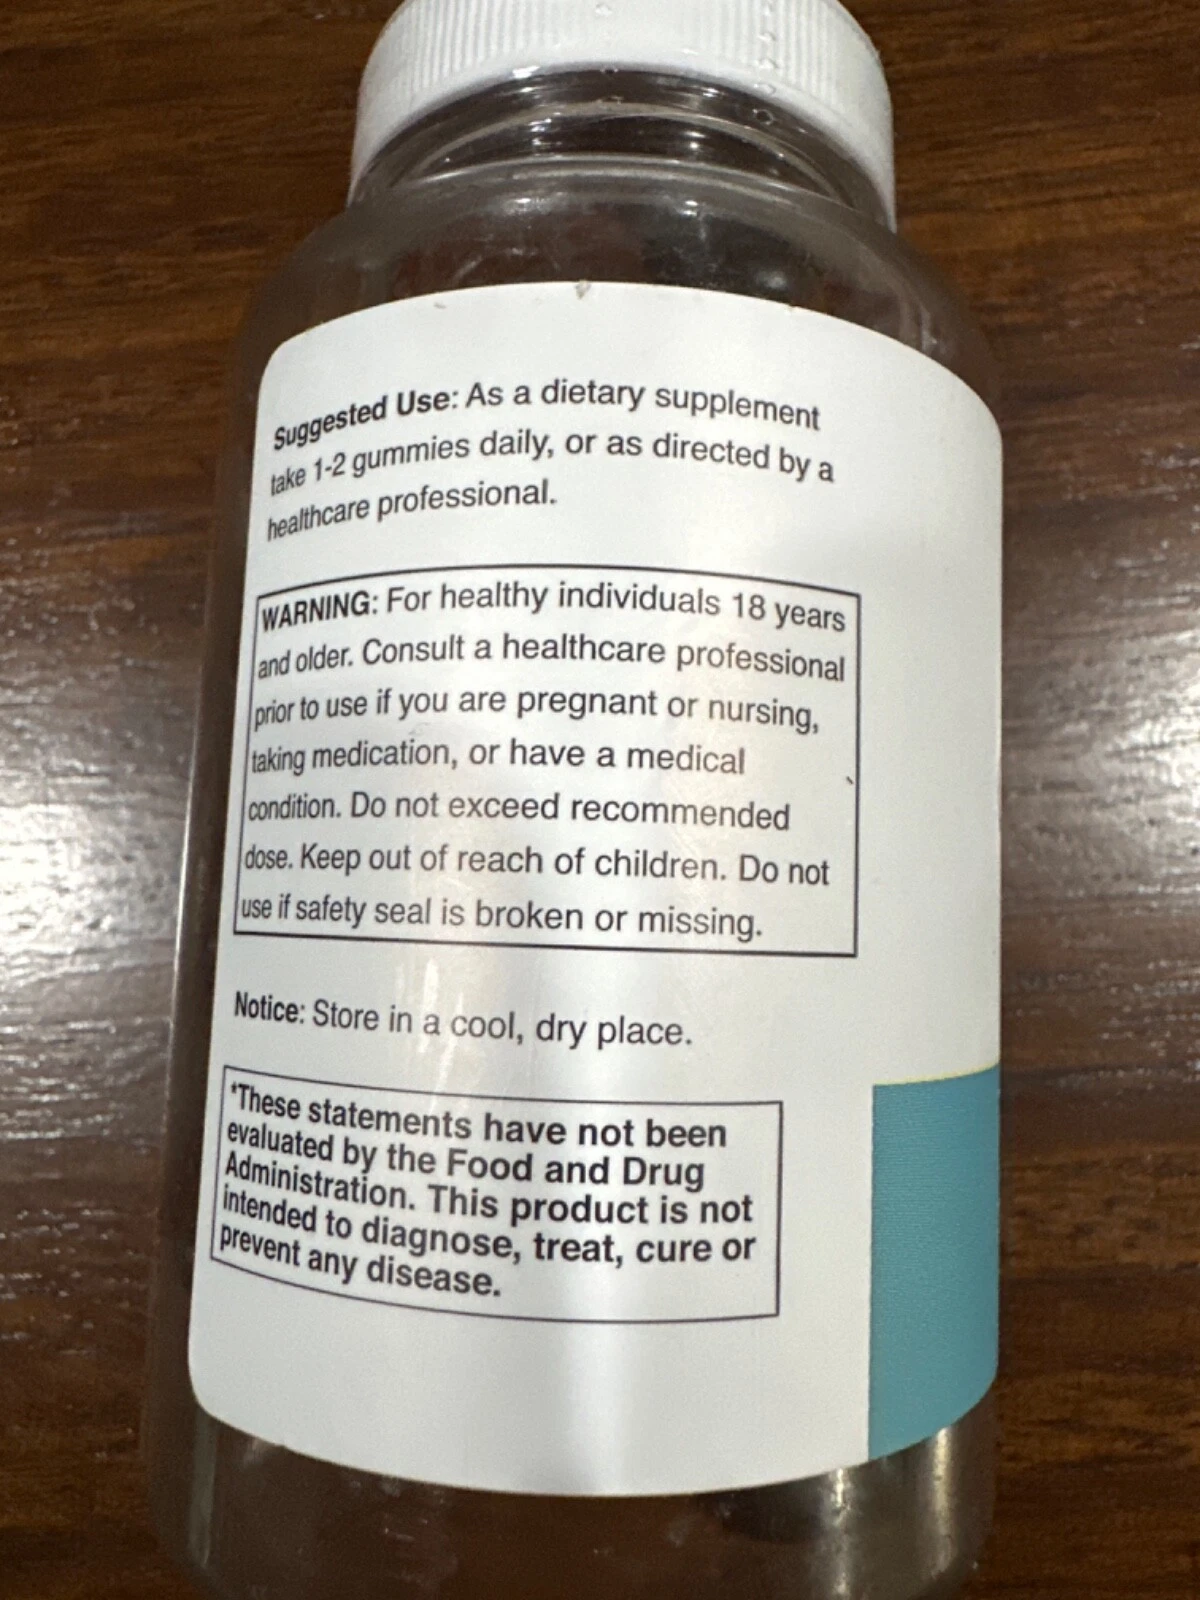 Suggested Use: As a dietary supplement
take 1-2 gummies daily, or as directed by a
healthcare professional.
WARNING: For healthy individuals 18 years
and older. Consult a healthcare professional
prior to use if you are pregnant or nursing,
taking medication, or have a medical
condition. Do not exceed recommended
dose. Keep out of reach of children. Do not
use if safety seal is broken or missing.
Notice: Store in a cool, dry place.
*These statements have not been
evaluated by the Food and Drug
Administration. This product is not
intended to diagnose, treat, cure or
prevent any disease.